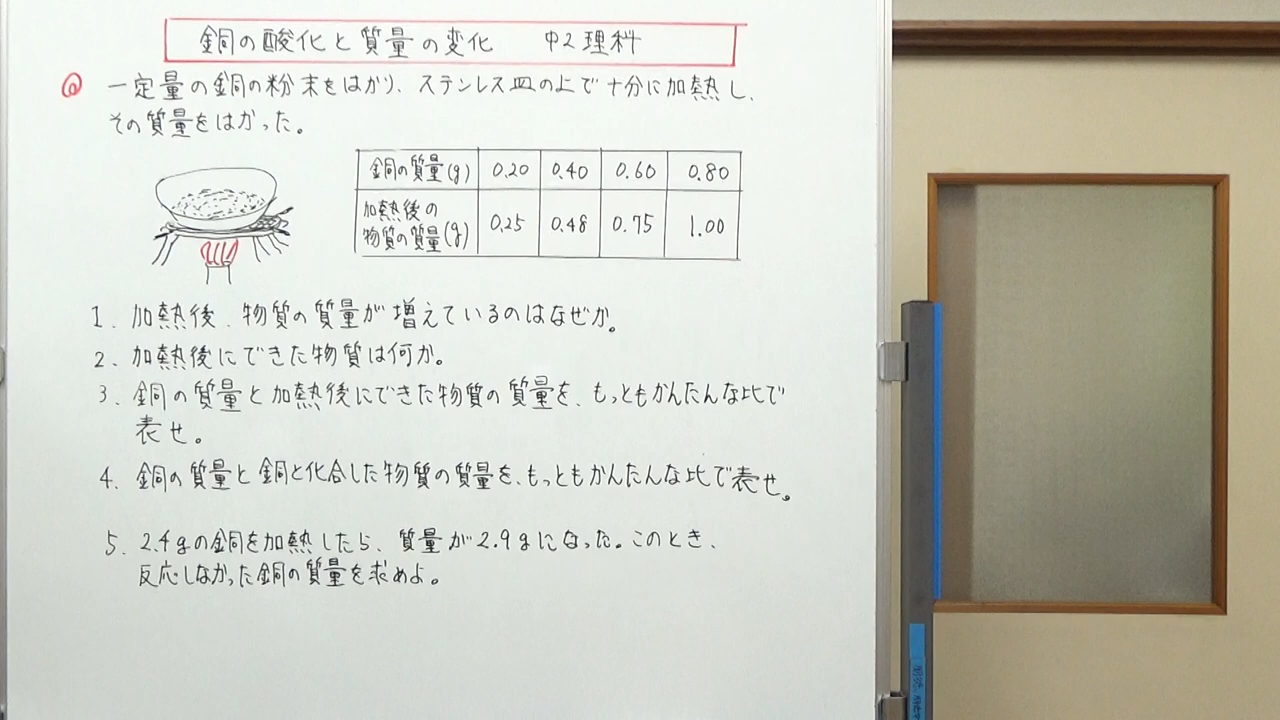 銅の酸化と質量の変化 中2理科
Q 一定量の銅の粉末をはかり、ステンレス皿の上で十分に加熱し、
その質量をはかった。
銅の質量(g) 0.20 0.40 0.60 0.80
加熱後の
物質の質量(g) 0.25 0.48 0.75 1.00
1. 加熱後、物質の質量が増えているのはなぜか。
2. 加熱後にできた物質は何か。
3. 銅の質量と加熱後にできた物質の質量を、もっともかんたんな比で
表せ。
4. 銅の質量と銅と化合した物質の質量を、もっともかんたんな比で表せ。
5. 2.4gの銅を加熱したら、質量が2.9gになった。このとき、
反応しなかった銅の質量を求めよ。